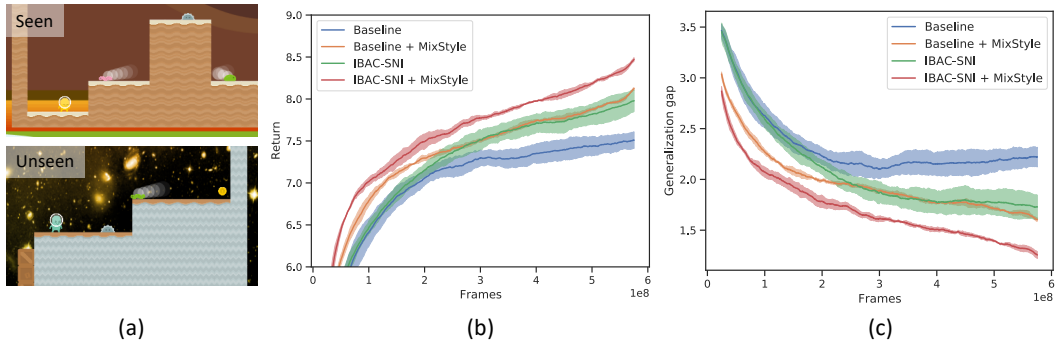 Seen
Unseen
(a)
9.0
8.5
8.0
7.5
7.0
6.5
6.0
Return
Baseline
Baseline + MixStyle
IBAC-SNI
IBAC-SNI + MixStyle
0 1 2 3 4 5 6
1e8
Frames
(b)
3.5
3.0
2.5
2.0
1.5
Generalization gap
Baseline
Baseline + MixStyle
IBAC-SNI
IBAC-SNI + MixStyle
0 1 2 3 4 5 6
1e8
Frames
(c)